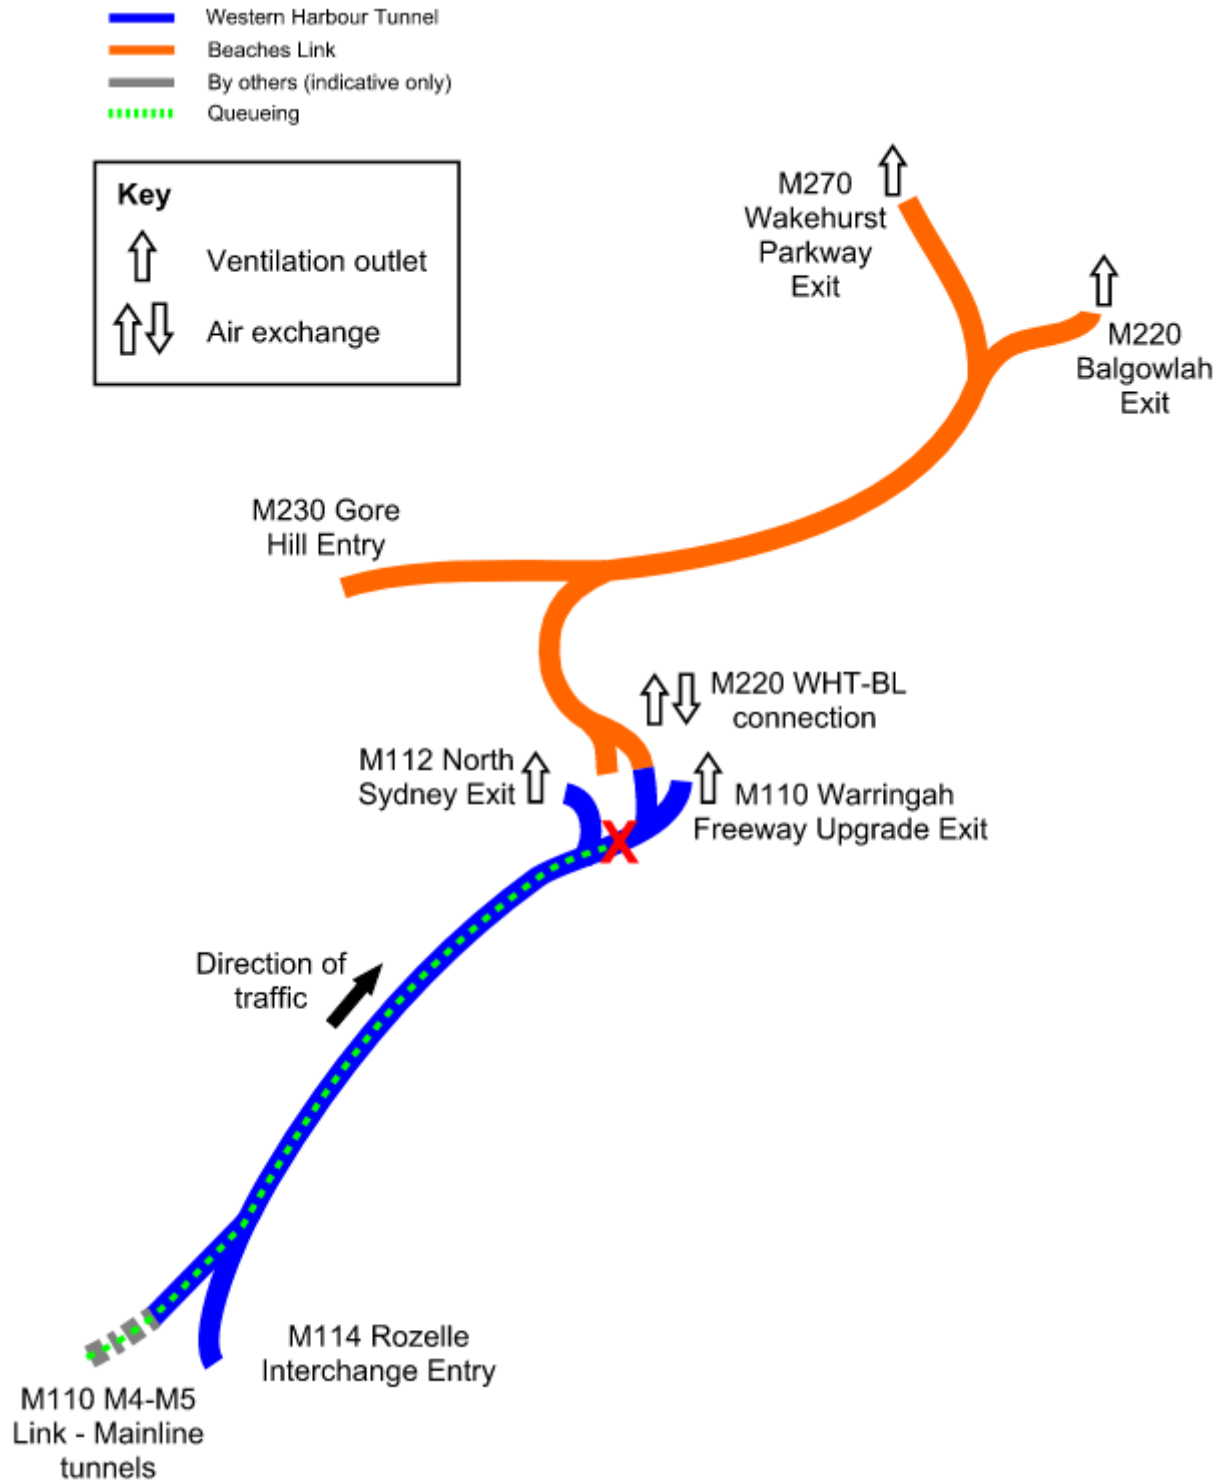 Western Harbour Tunnel
Beaches Link
By others (indicative only)
Queueing
Key
Ventilation outlet
Air exchange
M270
Wakehurst
Parkway
Exit
M220
Balgowlah
Exit
M230 Gore
Hill Entry
M220 WHT-BL
connection
M112 North
Sydney Exit
M110 Warringah
Freeway Upgrade Exit
X
Direction of
traffic
M114 Rozelle
Interchange Entry
M110 M4-M5
Link - Mainline
tunnels